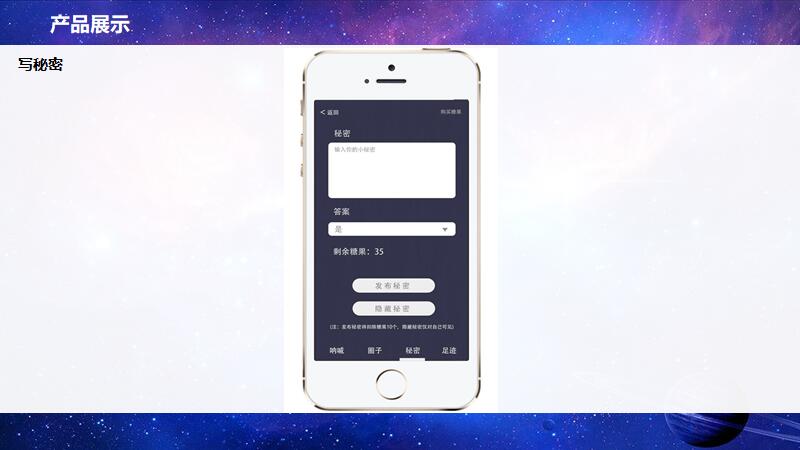 产品展示
写秘密
< 返回
购买糖果
秘密
输入你的小秘密
答案
是
剩余糖果：35
发布秘密
隐藏秘密
(注：发布秘密将扣除糖果10个，隐藏秘密仅对自己可见)
呐喊 圈子 秘密 足迹